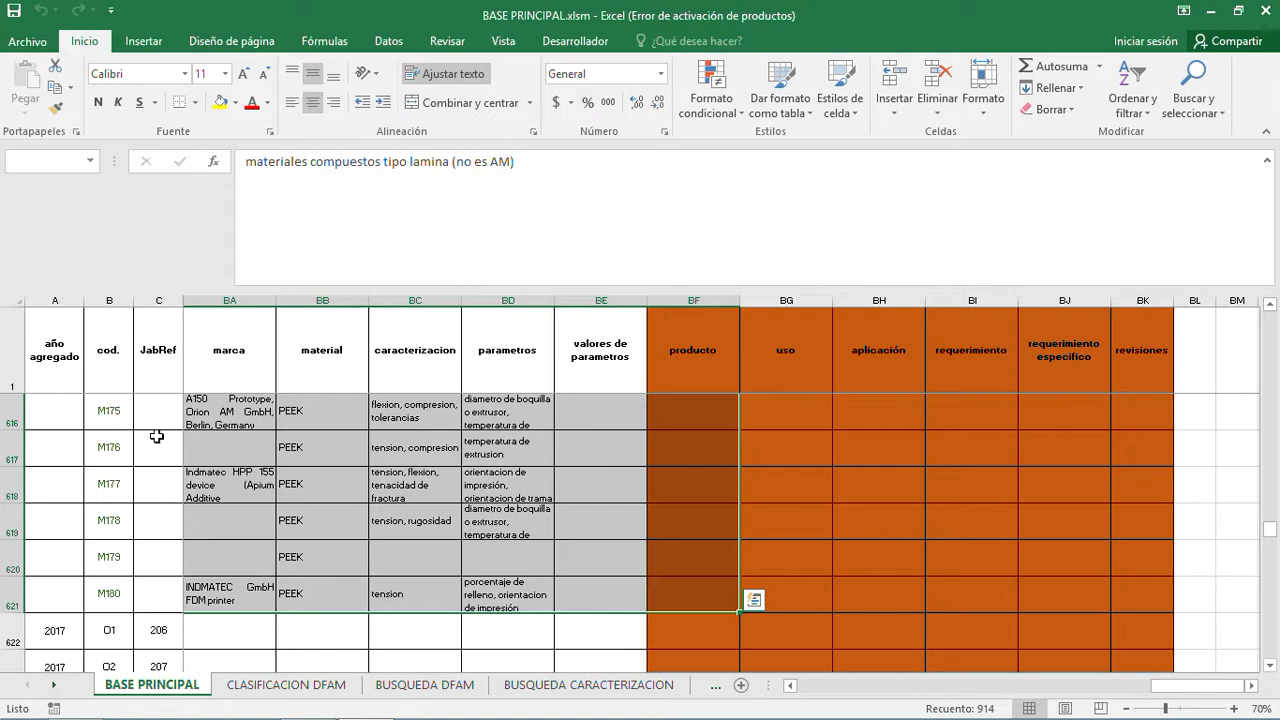 BASE PRINCIPAL.xlsm - Excel (Error de activación de productos)
Archivo Inicio Insertar Diseño de página Fórmulas Datos Revisar Vista Desarrollador ¿Qué desea hacer? Iniciar sesión Compartir
Pegar
Calibri 11
Ajustar texto
General
Autosuma
Rellenar
Borrar
N K S
Combinar y centrar
$ % 000
Formato condicional
Dar formato como tabla
Estilos de celda
Insertar Eliminar Formato
Ordenar y filtrar
Buscar y seleccionar
Portapapeles Fuente Alineación Número Estilos Celdas Modificar
fx materiales compuestos tipo lamina (no es AM)
A B C BA BB BC BD BE BF BG BH BI BJ BK BL BM
1 año agregado cod. JabRef marca material caracterizacion parametros valores de parametros producto uso aplicación requerimiento requerimiento especifico revisiones
616 M175 A150 Prototype, Orion AM GmbH, Berlin, Germany PEEK flexion, compresion, tolerancias diametro de boquilla o extrusor, temperatura de
617 M176 PEEK tension, compresion temperatura de extrusion
618 M177 Indmatec HPP 155 device (Apium Additive PEEK tension, flexion, tenacidad de fractura orientacion de impresión, orientacion de trama
619 M178 PEEK tension, rugosidad diametro de boquilla o extrusor, temperatura de
620 M179 PEEK
621 M180 INDMATEC GmbH FDM printer PEEK tension porcentaje de relleno, orientacion de impresión
622 2017 O1 206
2017 O2 207
BASE PRINCIPAL CLASIFICACION DFAM BUSQUEDA DFAM BUSQUEDA CARACTERIZACION ...
Listo Recuento: 914 70%